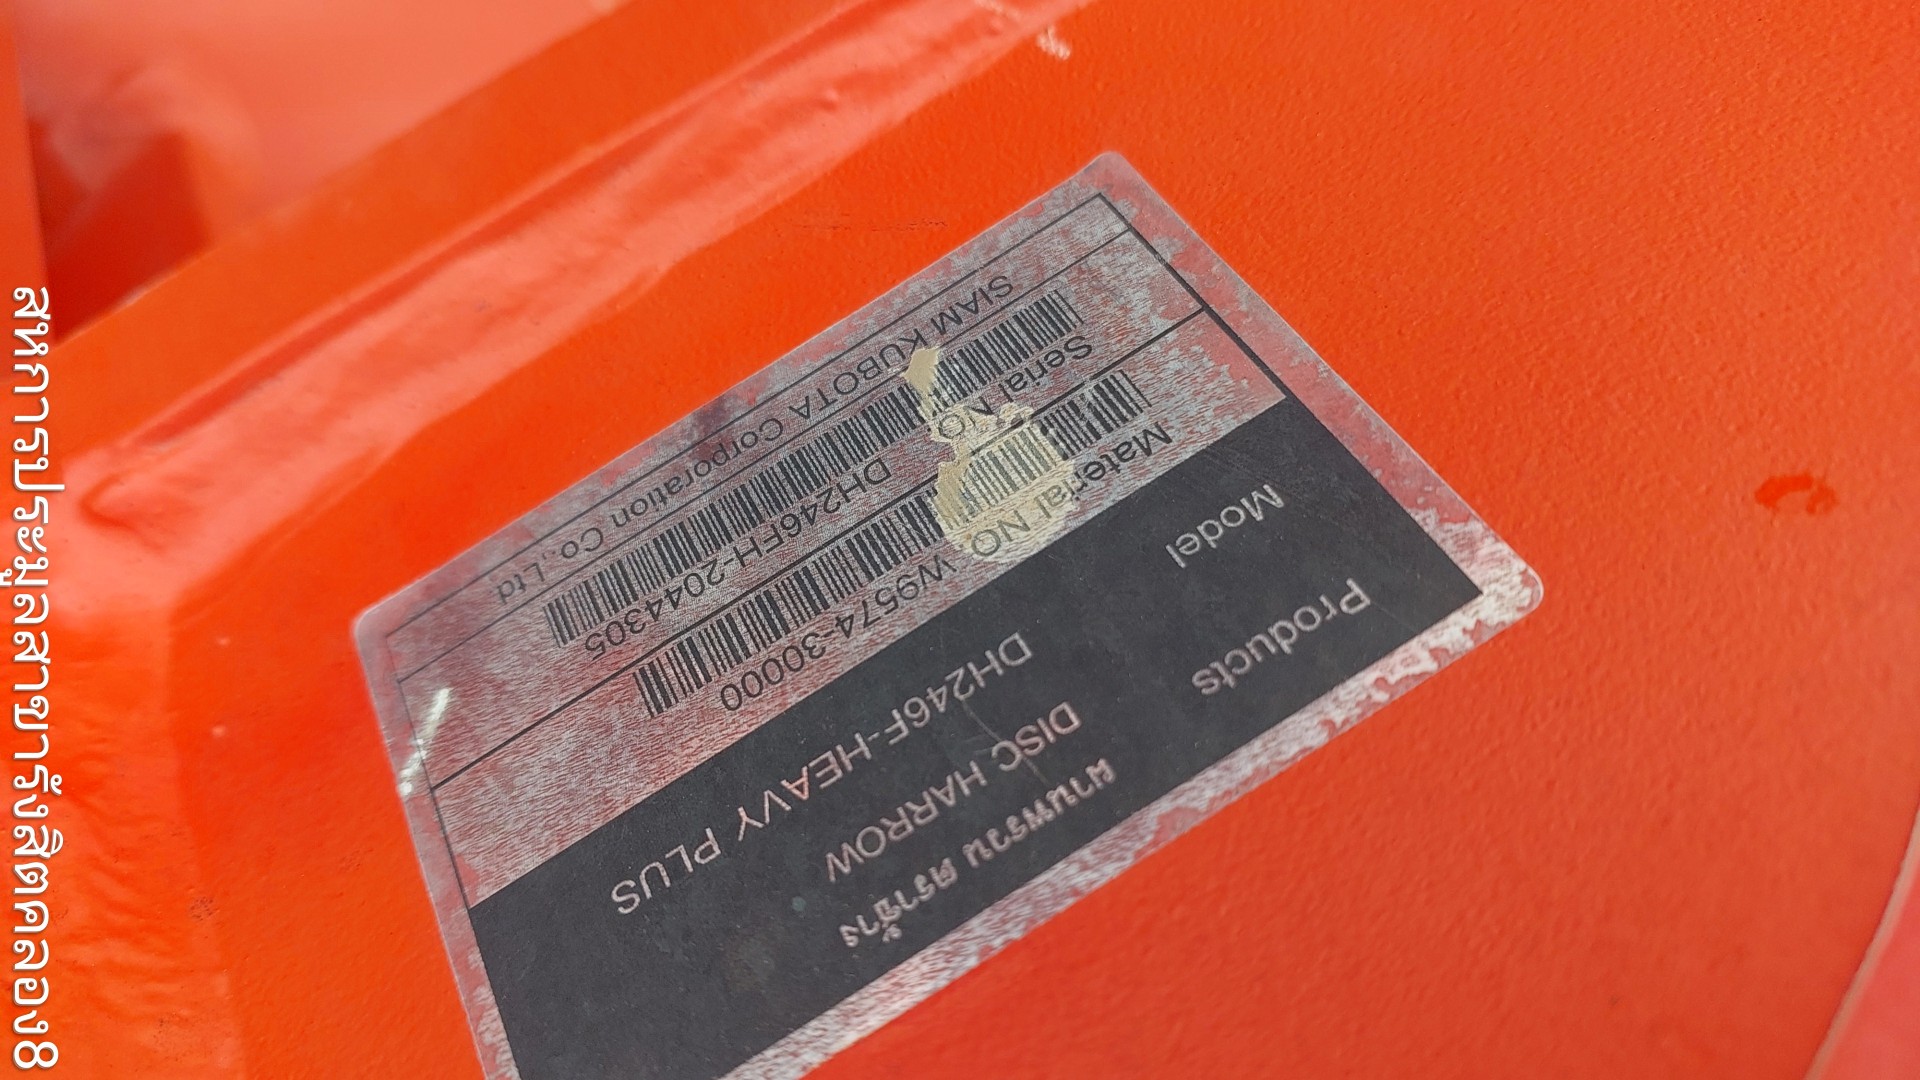 ผานพรวน ตราช้าง
Products DISC HARROW
Model DH246F-HEAVY PLUS
Material NO W9574-30000
Serial NO DH246FH-2044305
SIAM KUBOTA Corporation Co.,Ltd
สหการประมูลสาขารังสิตคลอง8